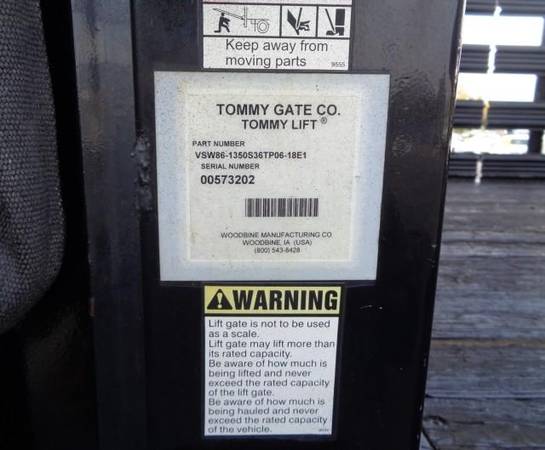 Keep away from
moving parts
9555
TOMMY GATE CO.
TOMMY LIFT ®
PART NUMBER
VSW86-1350S36TP06-18E1
SERIAL NUMBER
00573202
WOODBINE MANUFACTURING CO
WOODBINE, IA (USA)
(800) 543-8428
WARNING
Lift gate is not to be used
as a scale.
Lift gate may lift more than
its rated capacity.
Be aware of how much is
being lifted and never
exceed the rated capacity
of the lift gate.
Be aware of how much is
being hauled and never
exceed the rated capacity
of the vehicle.